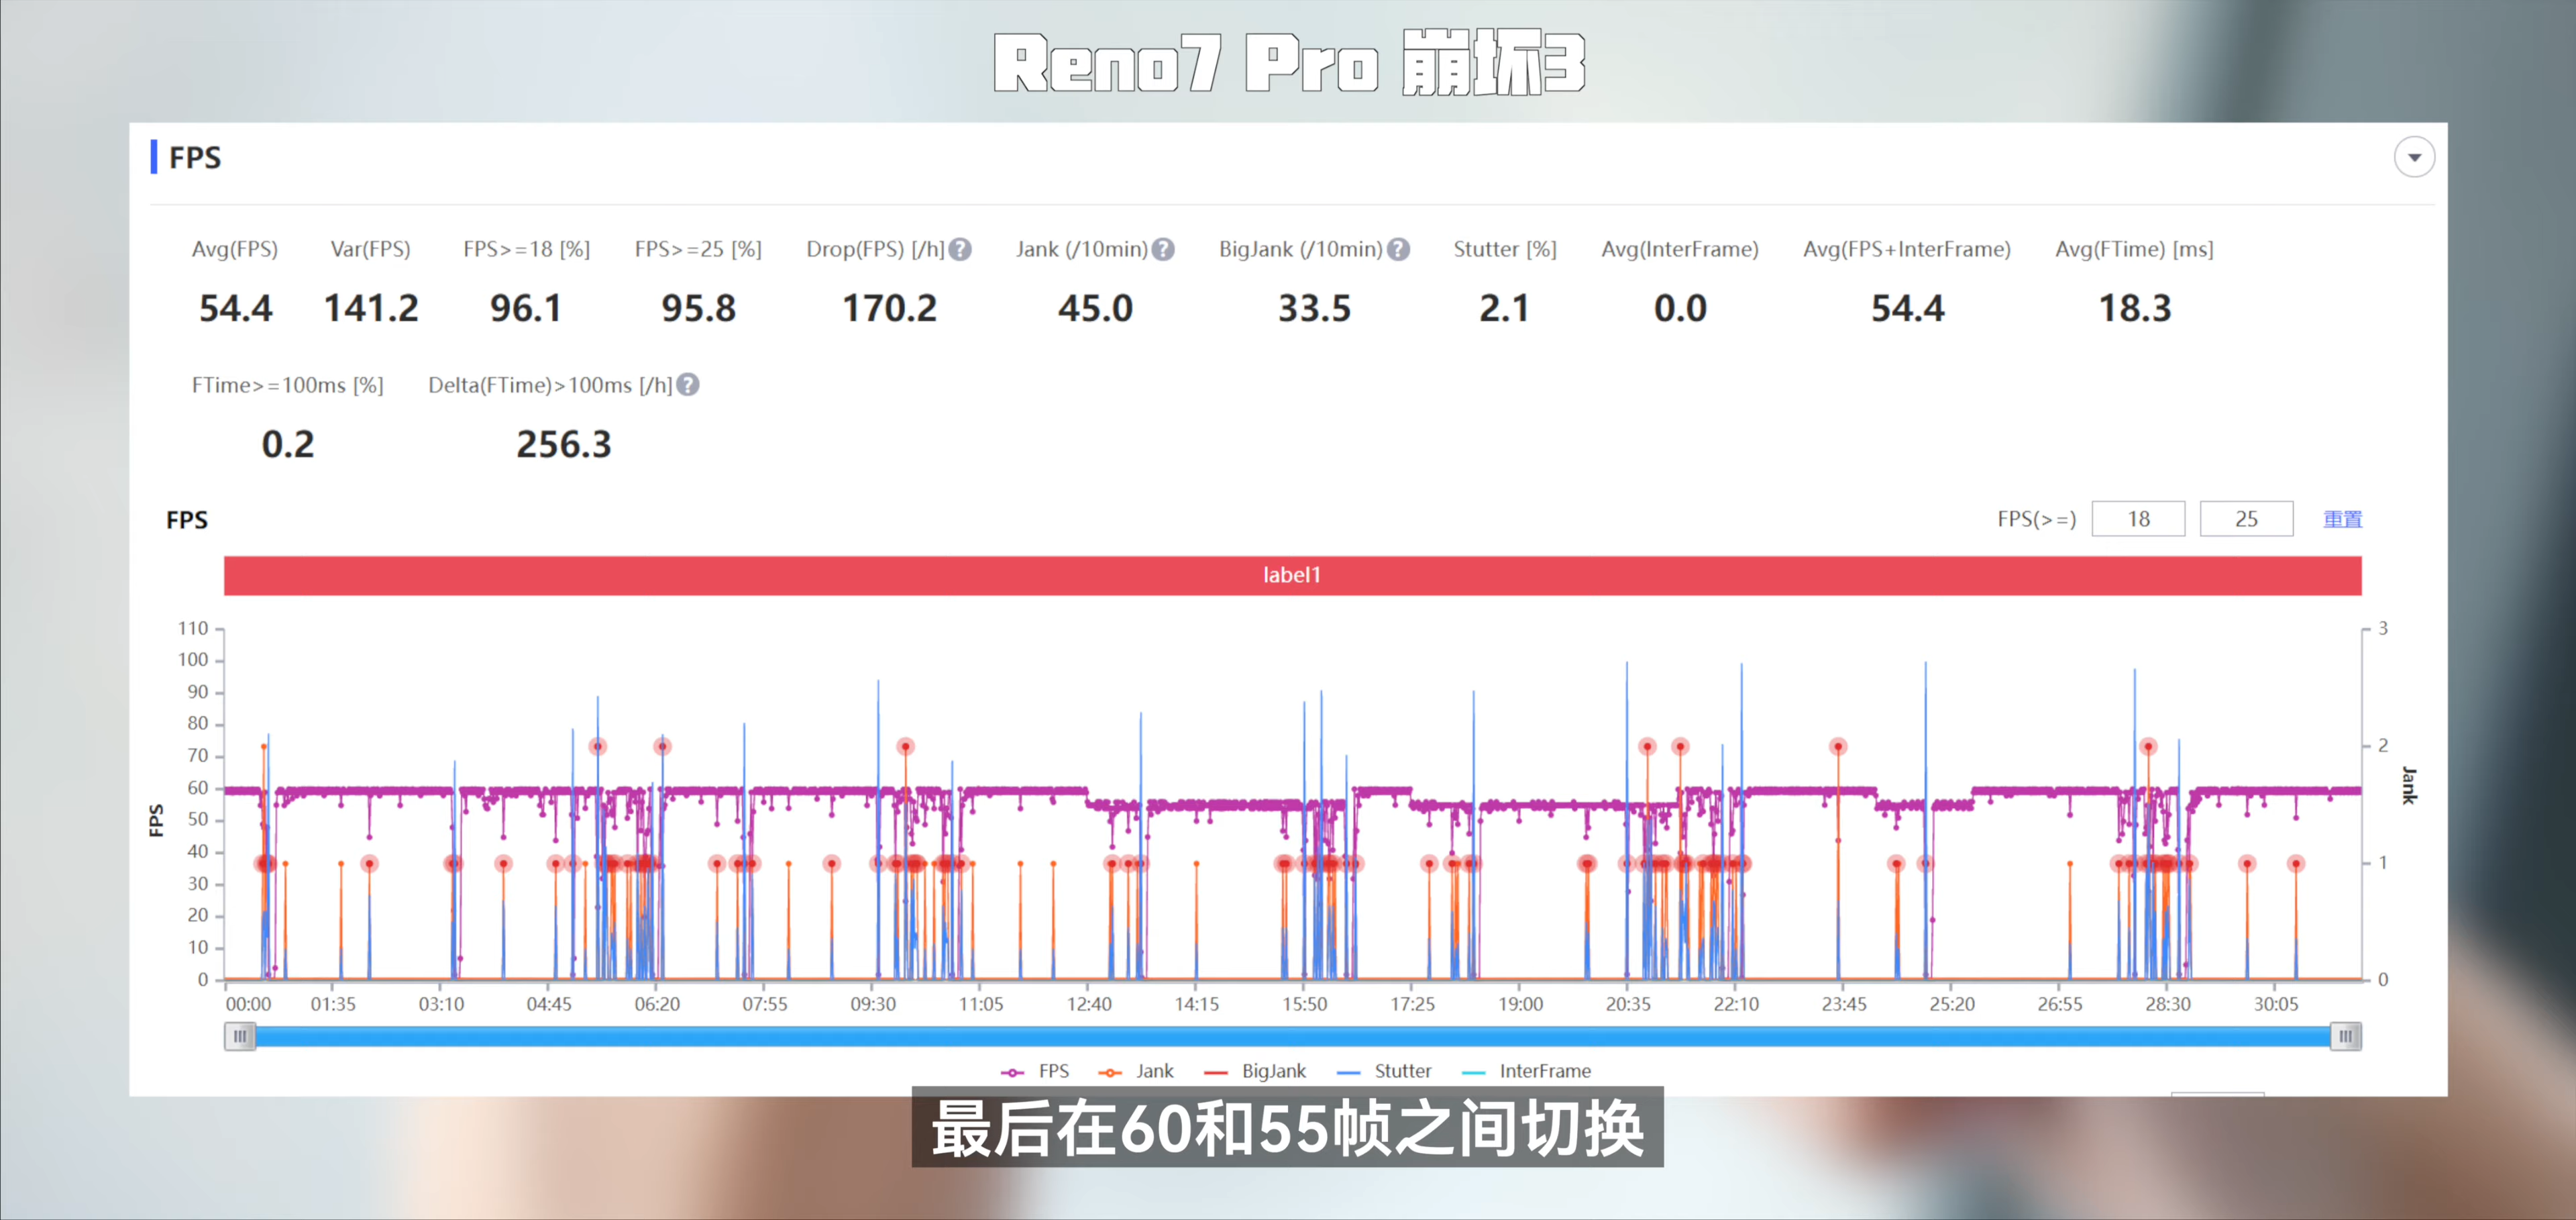 Reno7 Pro 崩坏3
FPS
Avg(FPS) Var(FPS) FPS>=18 [%] FPS>=25 [%] Drop(FPS) [/h] ? Jank (/10min) ? BigJank (/10min) ? Stutter [%] Avg(InterFrame) Avg(FPS+InterFrame) Avg(FTime) [ms]
54.4 141.2 96.1 95.8 170.2 45.0 33.5 2.1 0.0 54.4 18.3
FTime>=100ms [%] Delta(FTime)>100ms [/h] ?
0.2 256.3
FPS FPS(>=) 18 25 重置
label1
110 3
100
90
80
70 2
60
50
40 1
30
20
10
0 0
FPS
Jank
00:00 01:35 03:10 04:45 06:20 07:55 09:30 11:05 12:40 14:15 15:50 17:25 19:00 20:35 22:10 23:45 25:20 26:55 28:30 30:05
FPS Jank BigJank Stutter InterFrame
最后在60和55帧之间切换